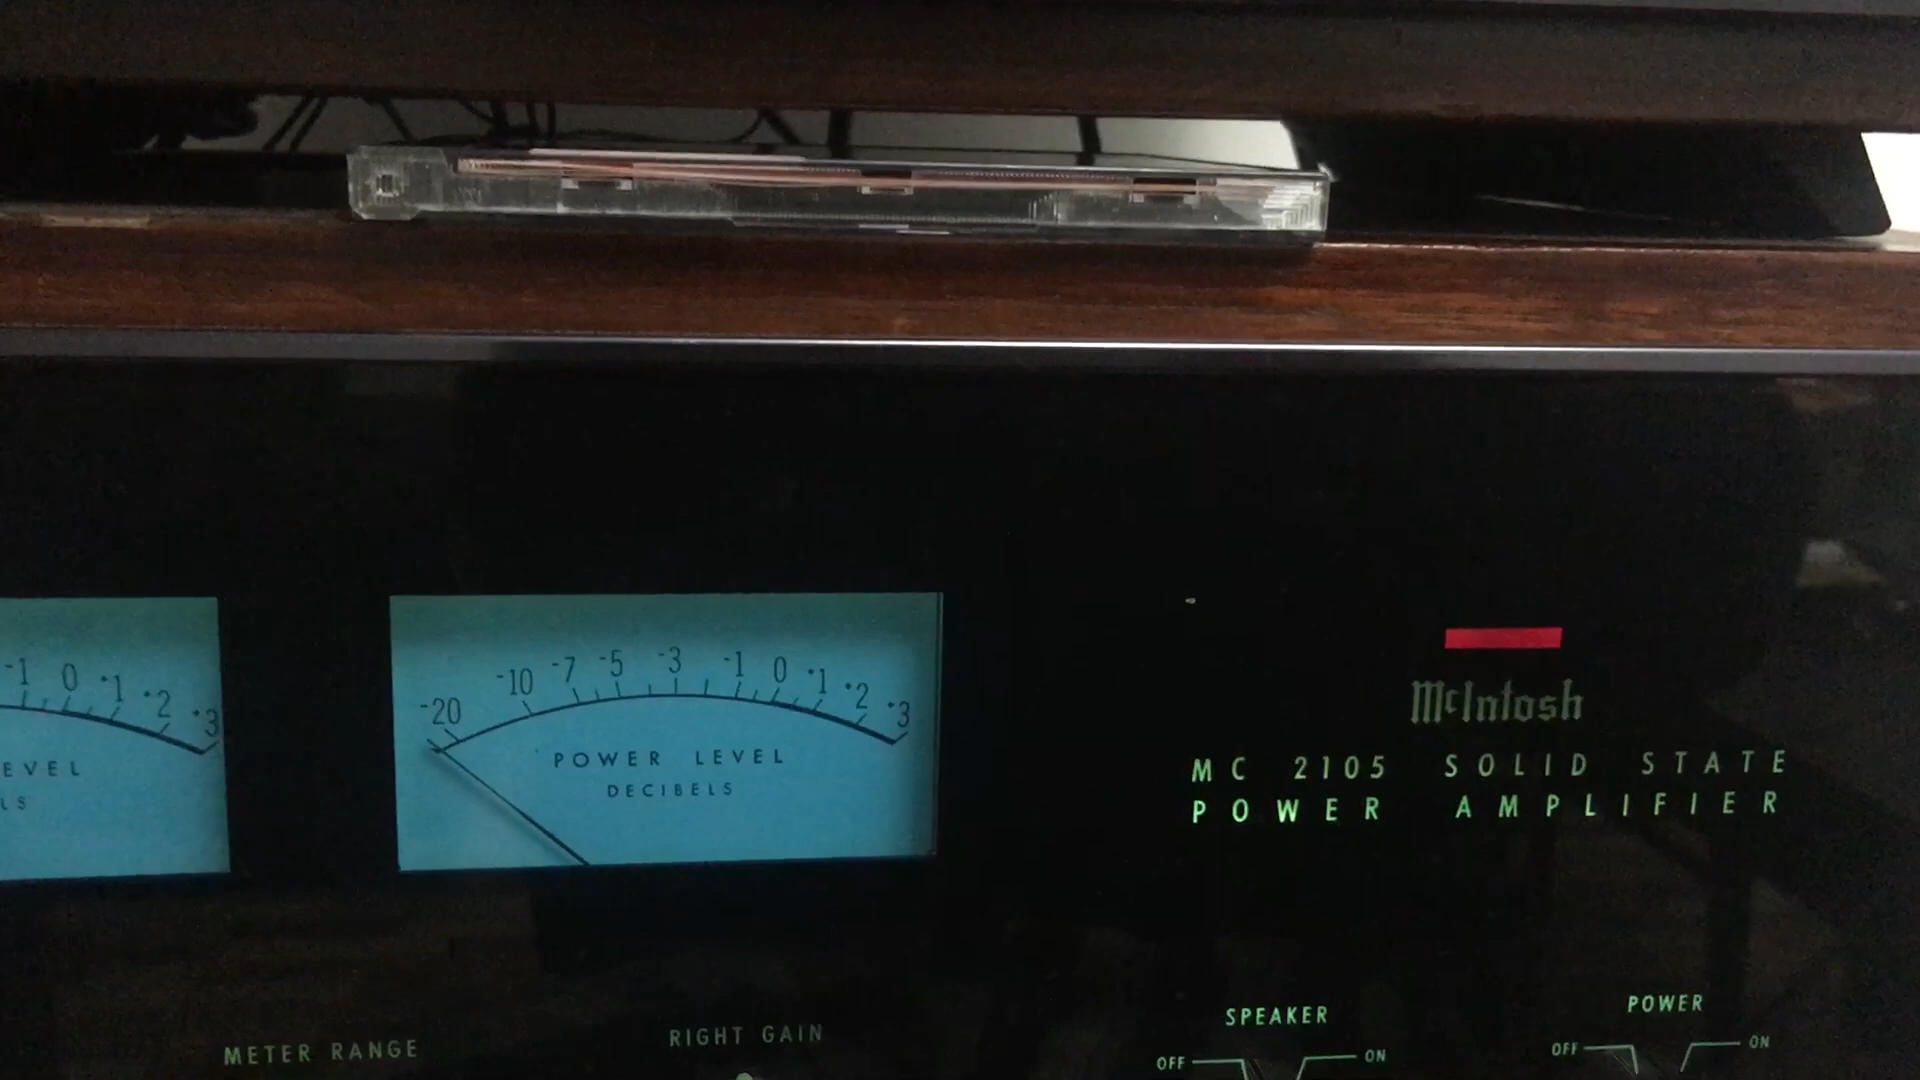 -1 0 +1 +2 +3
EVEL
LS
-20 -10 -7 -5 -3 -1 0 +1 +2 +3
POWER LEVEL
DECIBELS
McIntosh
MC 2105 SOLID STATE
POWER AMPLIFIER
METER RANGE
RIGHT GAIN
SPEAKER
OFF ON
POWER
OFF ON